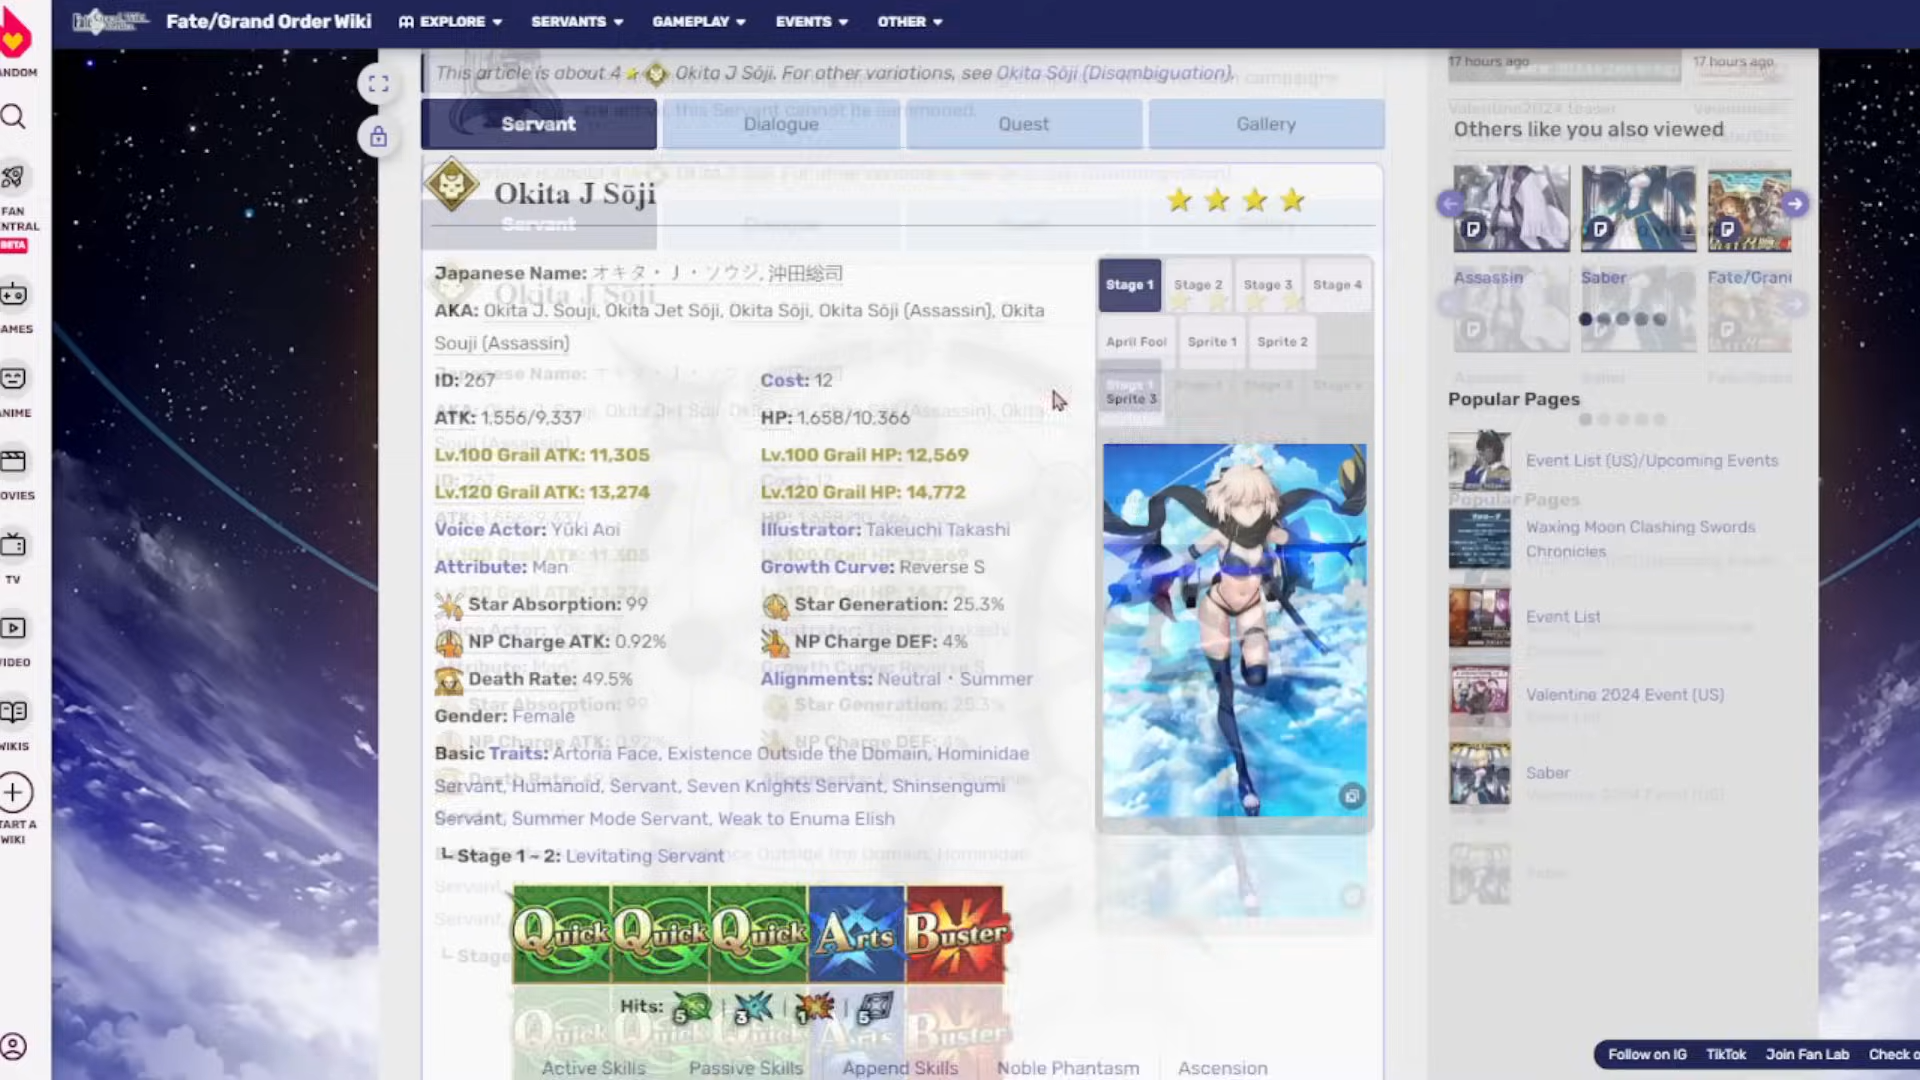 Fate/Grand Order Wiki
EXPLORE
SERVANTS
GAMEPLAY
EVENTS
OTHER
This article is about 4 Okita J Sōji. For other variations, see Okita Sōji (Disambiguation).
Servant
Dialogue
Quest
Gallery
Okita J Sōji
Japanese Name: オキタ・J・ソウジ, 沖田総司
AKA: Okita J. Souji, Okita Jet Sōji, Okita Sōji, Okita Sōji (Assassin), Okita
Souji (Assassin)
ID: 267
Cost: 12
ATK: 1,556/9,337
HP: 1,658/10,366
Lv.100 Grail ATK: 11,305
Lv.100 Grail HP: 12,569
Lv.120 Grail ATK: 13,274
Lv.120 Grail HP: 14,772
Voice Actor: Yūki Aoi
Illustrator: Takeuchi Takashi
Attribute: Man
Growth Curve: Reverse S
Star Absorption: 99
Star Generation: 25.3%
NP Charge ATK: 0.92%
NP Charge DEF: 4%
Death Rate: 49.5%
Alignments: Neutral・Summer
Gender: Female
Basic Traits: Artoria Face, Existence Outside the Domain, Hominidae
Servant, Humanoid, Servant, Seven Knights Servant, Shinsengumi
Servant, Summer Mode Servant, Weak to Enuma Elish
┗ Stage 1 ~ 2: Levitating Servant
Quick Quick Quick Arts Buster
Hits: 5 | 3 | 1 | 5
Active Skills
Passive Skills
Append Skills
Noble Phantasm
Ascension
Stage 1
Stage 2
Stage 3
Stage 4
April Fool
Sprite 1
Sprite 2
Sprite 3
17 hours ago
17 hours ago
Others like you also viewed
Assassin
Saber
Fate/Gran
Popular Pages
Event List (US)/Upcoming Events
Waxing Moon Clashing Swords
Chronicles
Event List
Valentine 2024 Event (US)
Saber
ANDOM
FAN
NTRAL
BETA
AMES
ANIME
OVIES
TV
VIDEO
WIKIS
TART A
WIKI
Follow on IG
TikTok
Join Fan Lab
Check o